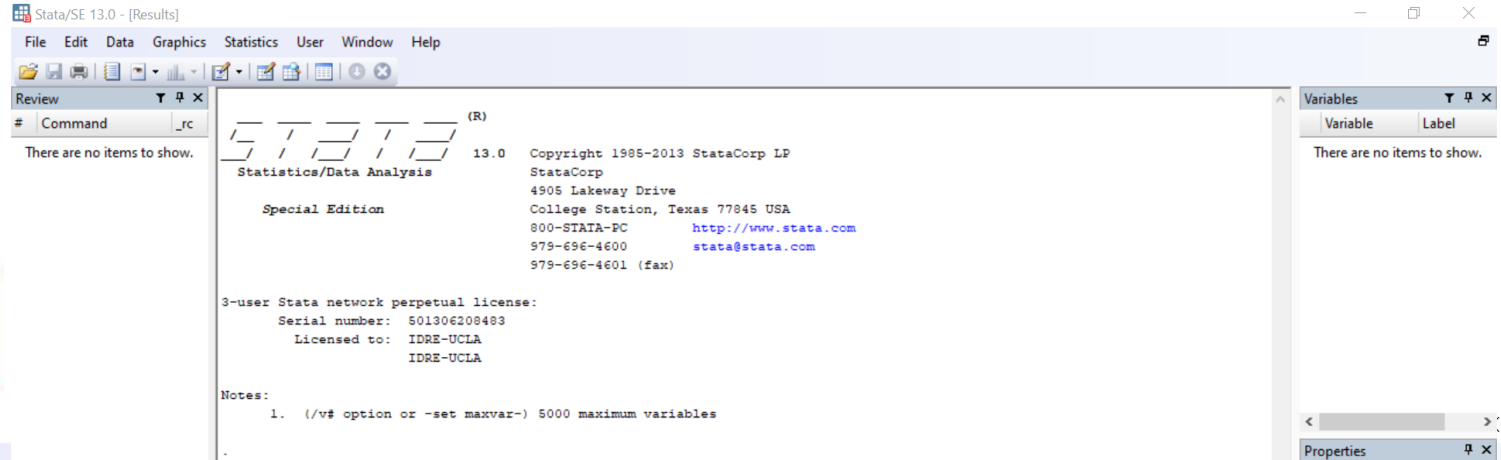 Stata/SE 13.0 - [Results]
File Edit Data Graphics Statistics User Window Help
Review
# Command _rc
There are no items to show.
(R)
stata 13.0 Copyright 1985-2013 StataCorp LP
Statistics/Data Analysis StataCorp
4905 Lakeway Drive
Special Edition College Station, Texas 77845 USA
800-STATA-PC http://www.stata.com
979-696-4600 stata@stata.com
979-696-4601 (fax)
3-user Stata network perpetual license:
Serial number: 501306208483
Licensed to: IDRE-UCLA
IDRE-UCLA
Notes:
1. (/v# option or -set maxvar-) 5000 maximum variables
.
Variables
Variable Label
There are no items to show.
Properties